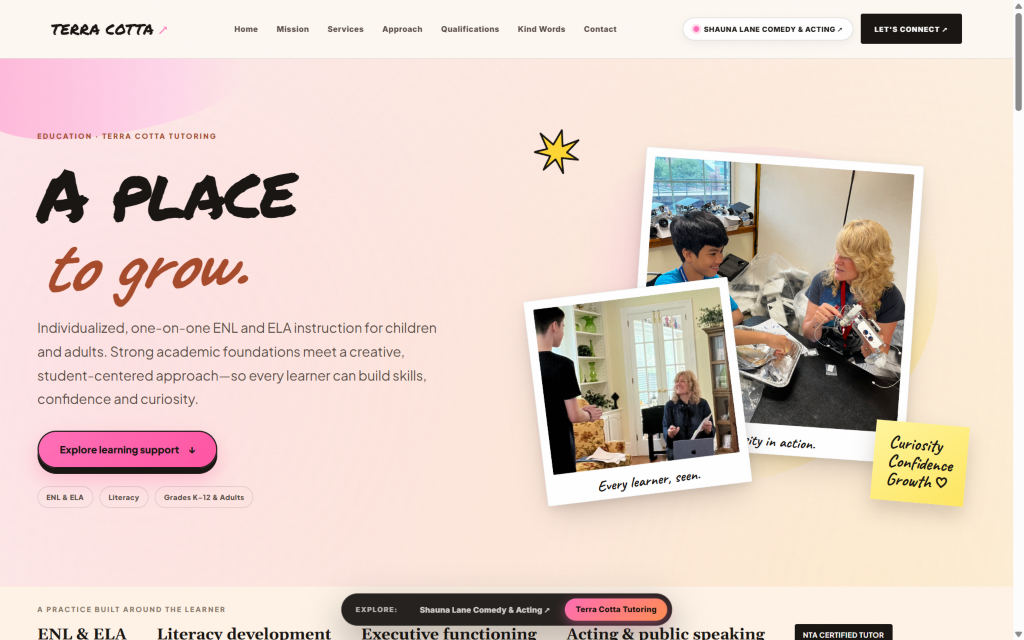 TERRA COTTA ↗
Home Mission Services Approach Qualifications Kind Words Contact
SHAUNA LANE COMEDY & ACTING ↗
LET'S CONNECT ↗
EDUCATION · TERRA COTTA TUTORING
A PLACE
to grow.
Individualized, one-on-one ENL and ELA instruction for children
and adults. Strong academic foundations meet a creative,
student-centered approach—so every learner can build skills,
confidence and curiosity.
Explore learning support ↓
ENL & ELA
Literacy
Grades K–12 & Adults
in action.
Every learner, seen.
Curiosity
Confidence
Growth ♡
A PRACTICE BUILT AROUND THE LEARNER
EXPLORE: Shauna Lane Comedy & Acting ↗ Terra Cotta Tutoring
ENL & ELA Literacy development Executive functioning Acting & public speaking
NTA CERTIFIED TUTOR